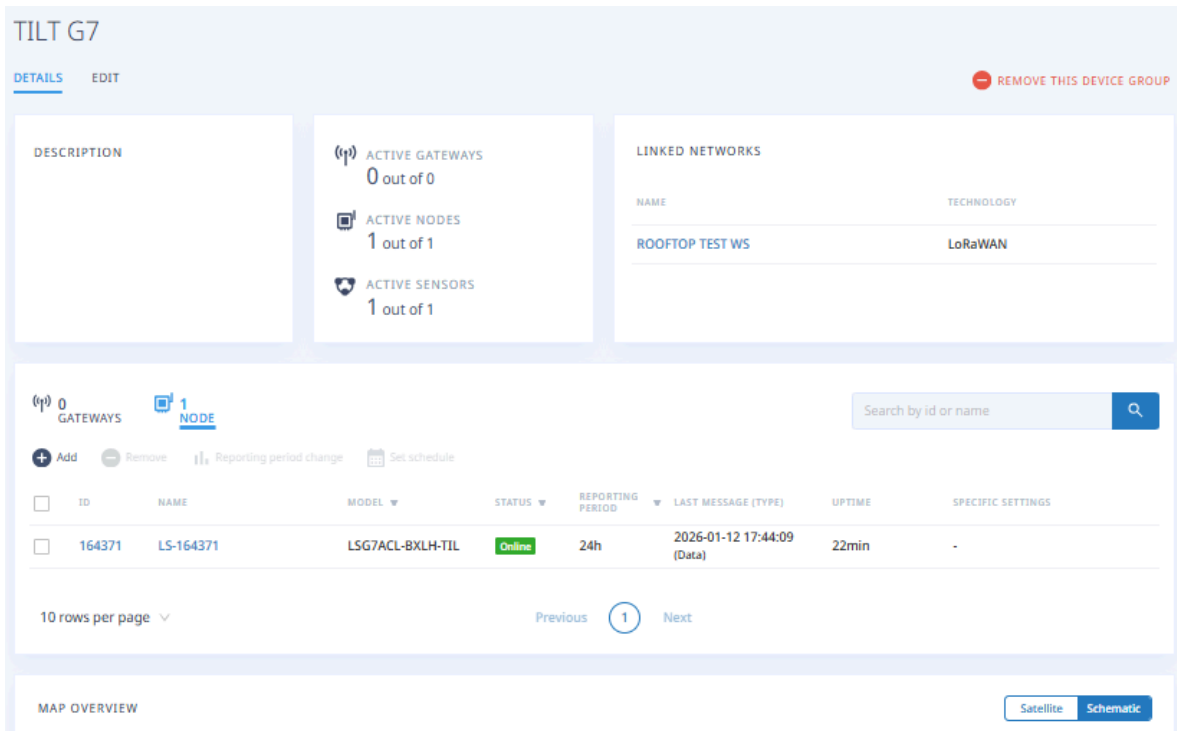 TILT G7
DETAILS EDIT
REMOVE THIS DEVICE GROUP
DESCRIPTION
ACTIVE GATEWAYS
0 out of 0
ACTIVE NODES
1 out of 1
ACTIVE SENSORS
1 out of 1
LINKED NETWORKS
NAME TECHNOLOGY
ROOFTOP TEST WS LoRaWAN
0 GATEWAYS
1 NODE
Search by id or name
Add Remove Reporting period change Set schedule
ID NAME MODEL STATUS REPORTING PERIOD LAST MESSAGE (TYPE) UPTIME SPECIFIC SETTINGS
164371 LS-164371 LSG7ACL-BXLH-TIL Online 24h 2026-01-12 17:44:09 (Data) 22min -
10 rows per page Previous 1 Next
MAP OVERVIEW Satellite Schematic